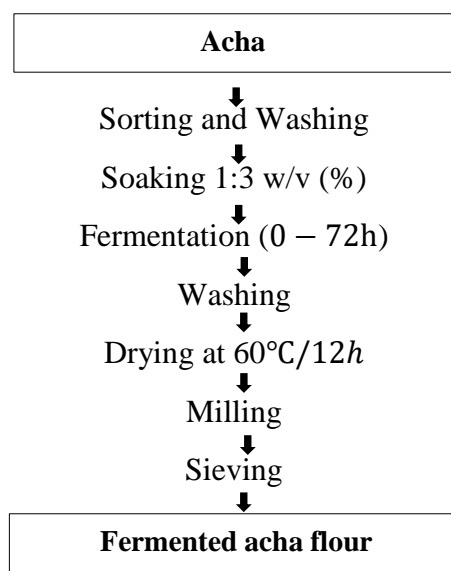 Acha
Sorting and Washing
Soaking 1:3 w/v (%)
Fermentation (0 – 72h)
Washing
Drying at 60℃/12h
Milling
Sieving
Fermented acha flour